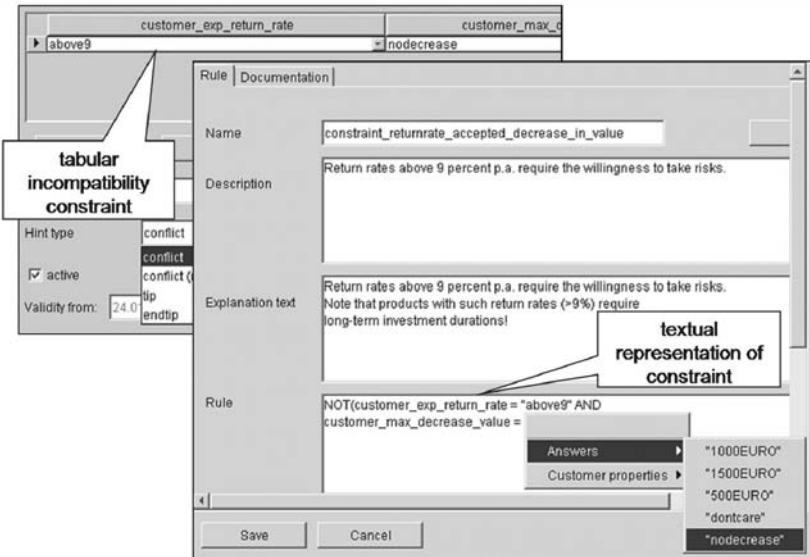 customer_exp_return_rate customer_max_d
above9 nodecrease
tabular
incompatibility
constraint
Hint type conflict
conflict
conflict (
active
tip
Validity from: 24.0
endtip
Rule Documentation
Name constraint_returnrate_accepted_decrease_in_value
Description Return rates above 9 percent p.a. require the willingness to take risks.
Explanation text Return rates above 9 percent p.a. require the willingness to take risks.
Note that products with such return rates (>9%) require
long-term investment durations!
textual
representation of
constraint
Rule NOT(customer_exp_return_rate = "above9" AND
customer_max_decrease_value =
Answers
Customer properties
"1000EURO"
"1500EURO"
"500EURO"
"dontcare"
"nodecrease"
Save Cancel